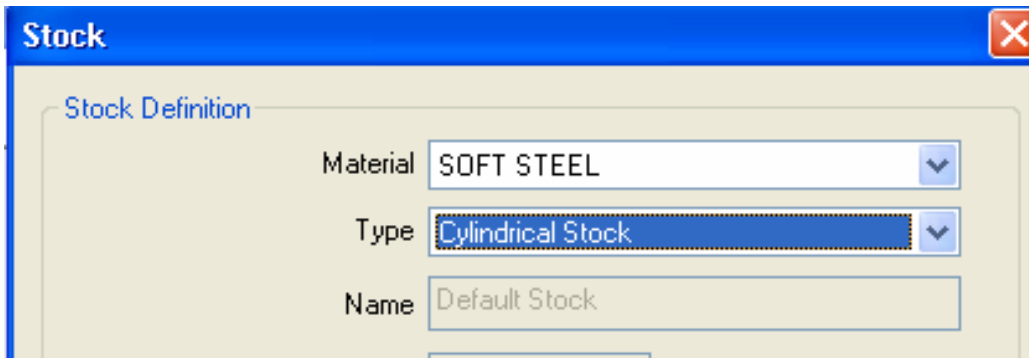 Stock
Stock Definition
Material SOFT STEEL
Type Cylindrical Stock
Name Default Stock